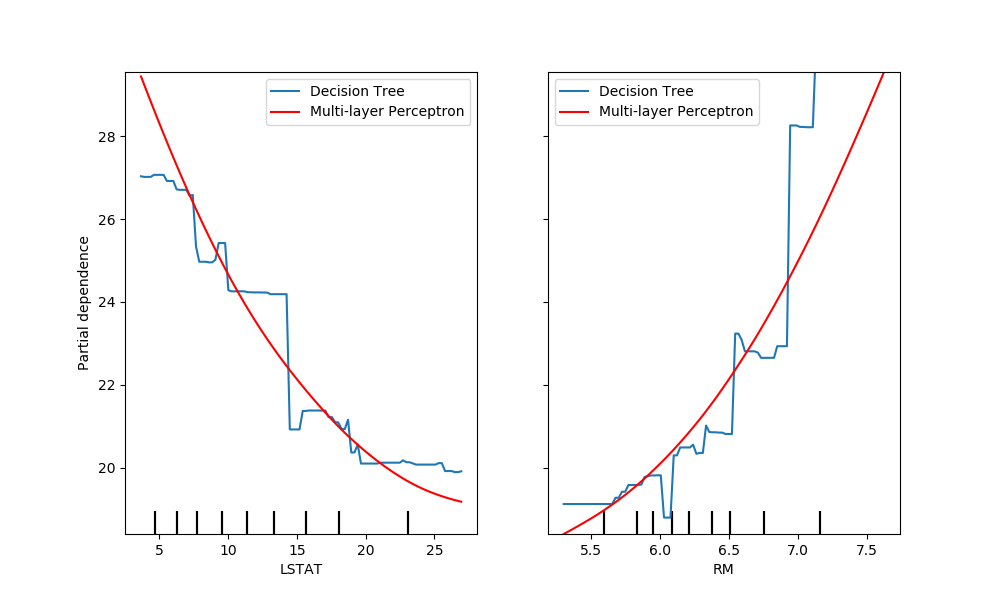 Decision Tree
Multi-layer Perceptron
28
26
24
22
20
Partial dependence
5 10 15 20 25
LSTAT
Decision Tree
Multi-layer Perceptron
5.5 6.0 6.5 7.0 7.5
RM